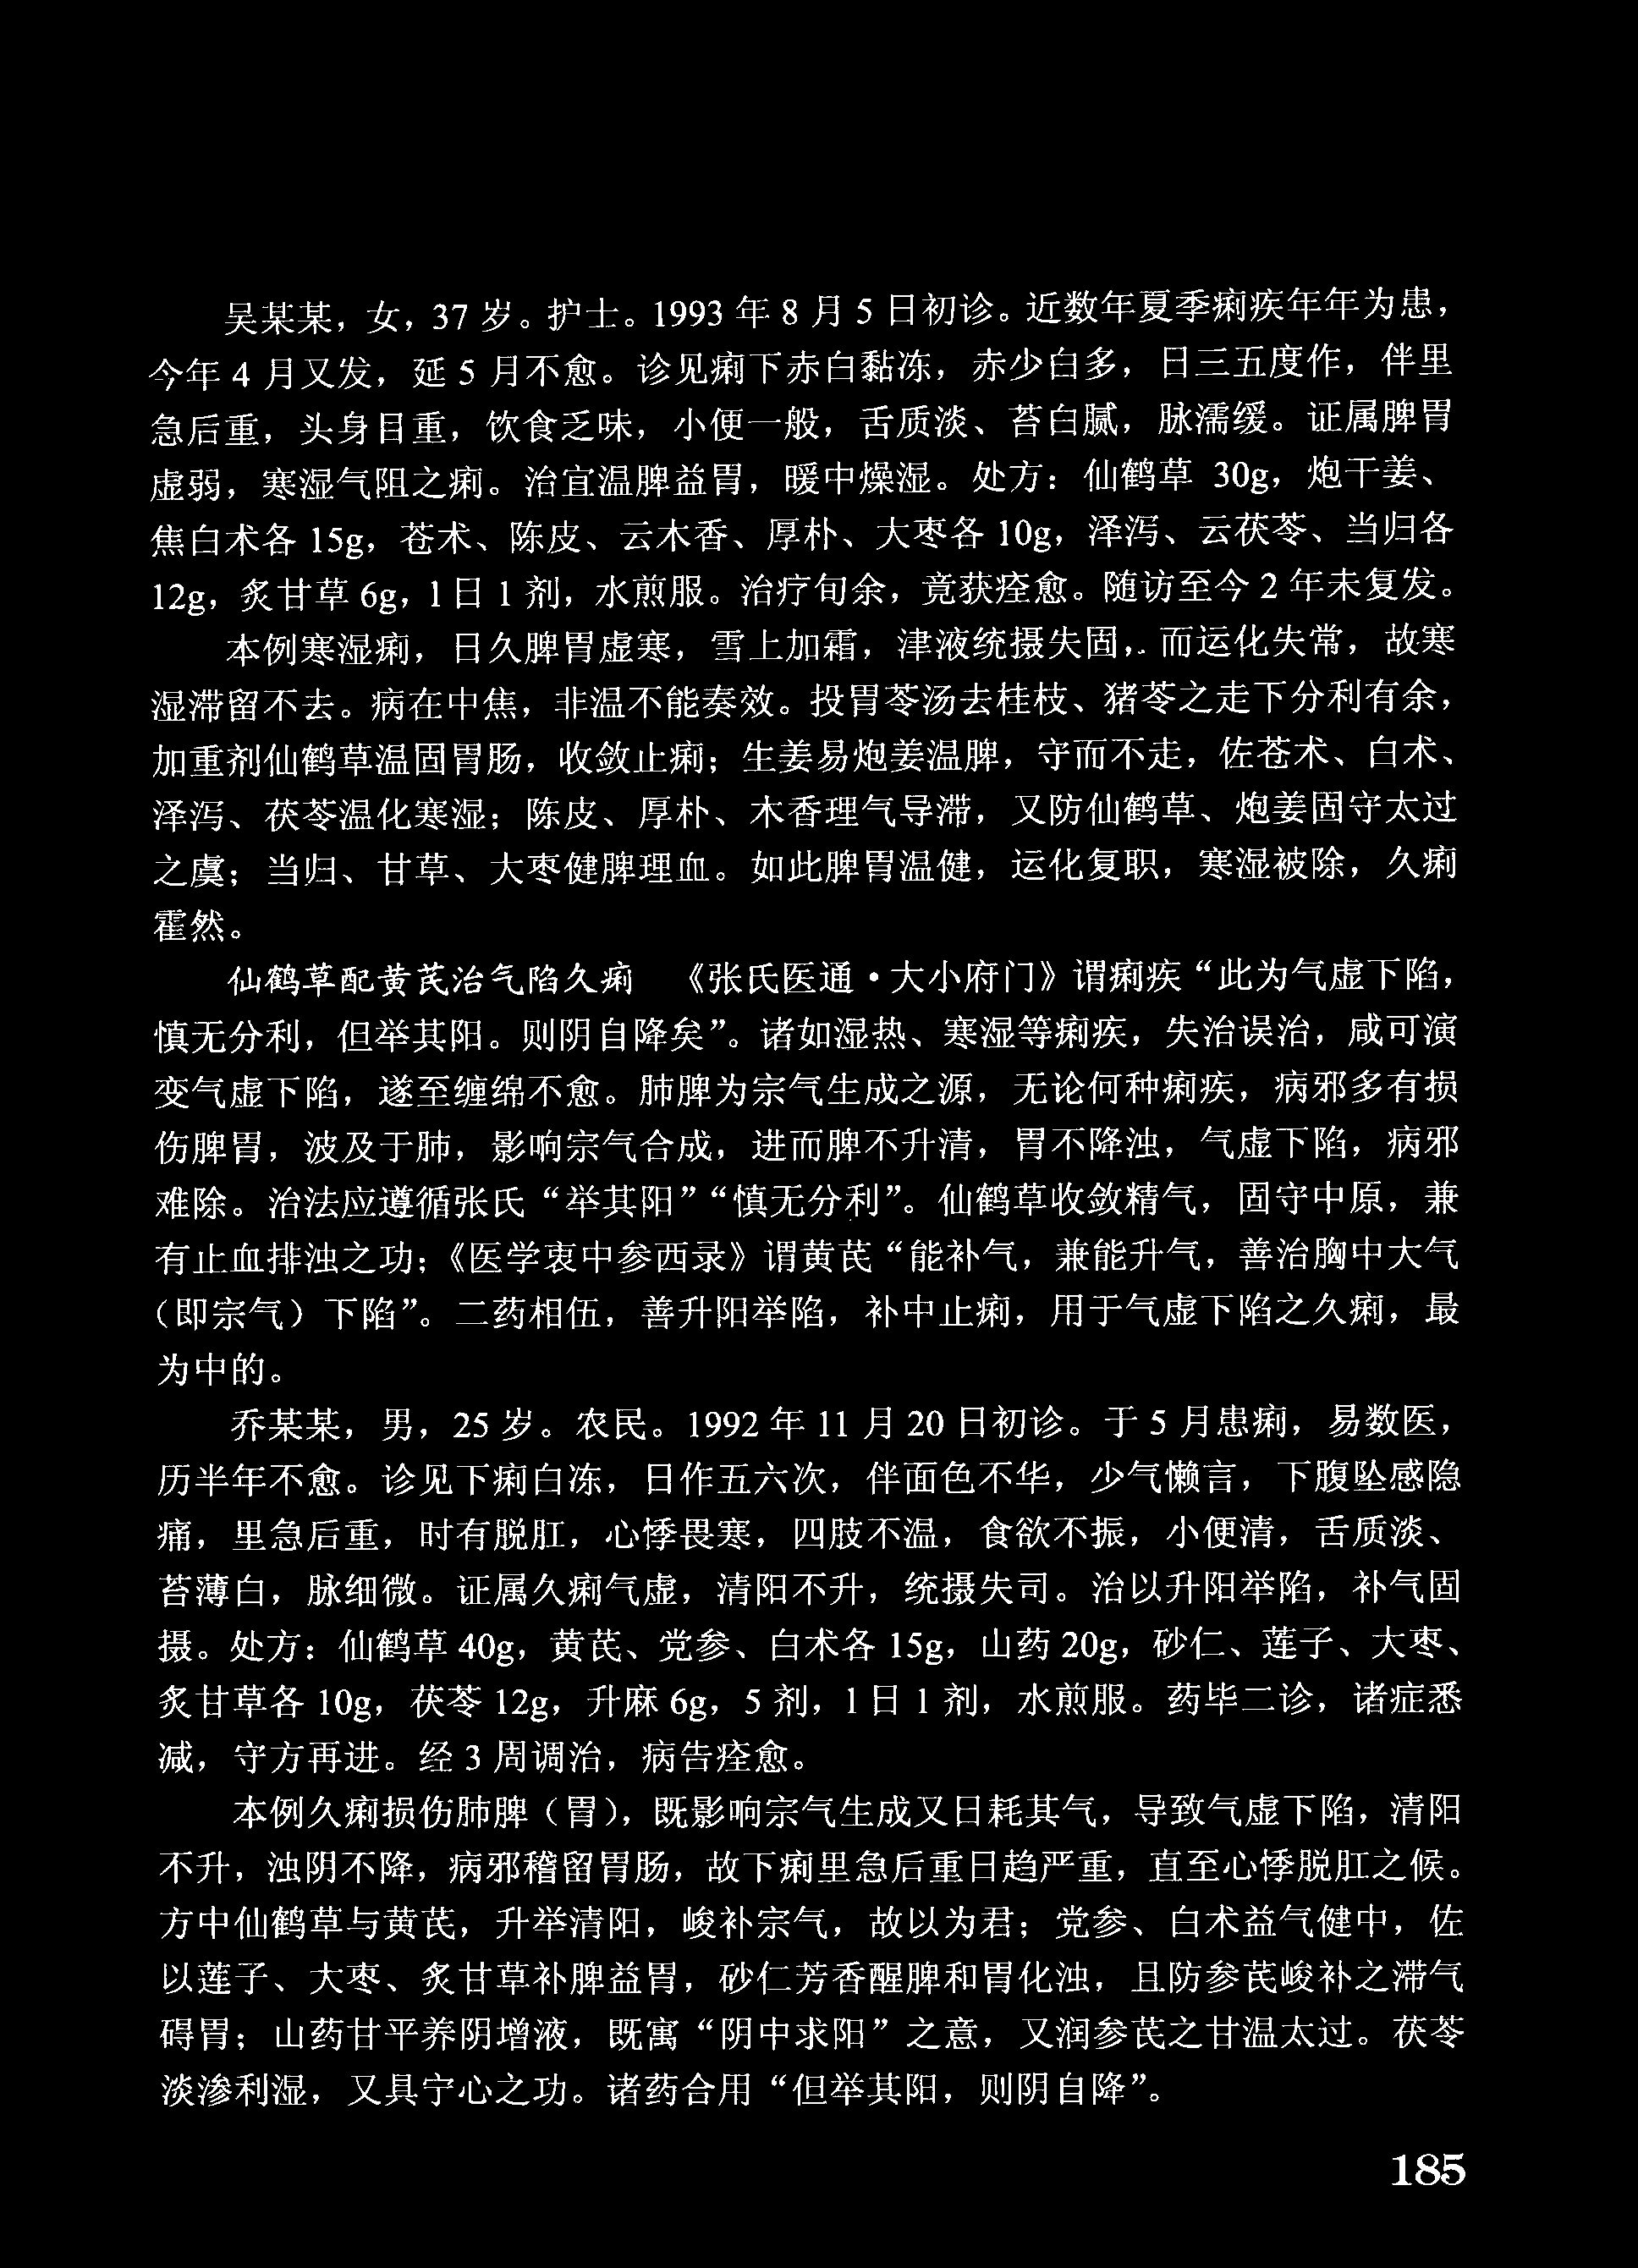 吴某某，女，37岁。护士。1993年8月5日初诊。近数年夏季痢疾年年为患，
今年4月又发，延5月不愈。诊见痢下赤白黏冻，赤少白多，日三五度作，伴里
急后重，头身目重，饮食乏味，小便一般，舌质淡、苔白腻，脉濡缓。证属脾胃
虚弱，寒湿气阻之痢。治宜温脾益胃，暖中燥湿。处方：仙鹤草30g，炮干姜、
焦白术各15g，苍术、陈皮、云木香、厚朴、大枣各10g，泽泻、云茯苓、当归各
12g，炙甘草6g，1日1剂，水煎服。治疗旬余，竟获痊愈。随访至今2年未复发。
本例寒湿痢，日久脾胃虚寒，雪上加霜，津液统摄失固，而运化失常，故寒
湿滞留不去。病在中焦，非温不能奏效。投胃苓汤去桂枝、猪苓之走下分利有余，
加重剂仙鹤草温固胃肠，收敛止痢；生姜易炮姜温脾，守而不走，佐苍术、白术、
泽泻、茯苓温化寒湿；陈皮、厚朴、木香理气导滞，又防仙鹤草、炮姜固守太过
之虞；当归、甘草、大枣健脾理血。如此脾胃温健，运化复职，寒湿被除，久痢
霍然。
仙鹤草配黄芪治气陷久痢　《张氏医通·大小府门》谓痢疾“此为气虚下陷，
慎无分利，但举其阳。则阴自降矣”。诸如湿热、寒湿等痢疾，失治误治，咸可演
变气虚下陷，遂至缠绵不愈。肺脾为宗气生成之源，无论何种痢疾，病邪多有损
伤脾胃，波及于肺，影响宗气合成，进而脾不升清，胃不降浊，气虚下陷，病邪
难除。治法应遵循张氏“举其阳”“慎无分利”。仙鹤草收敛精气，固守中原，兼
有止血排浊之功；《医学衷中参西录》谓黄芪“能补气，兼能升气，善治胸中大气
（即宗气）下陷”。二药相伍，善升阳举陷，补中止痢，用于气虚下陷之久痢，最
为中的。
乔某某，男，25岁。农民。1992年11月20日初诊。于5月患痢，易数医，
历半年不愈。诊见下痢白冻，日作五六次，伴面色不华，少气懒言，下腹坠感隐
痛，里急后重，时有脱肛，心悸畏寒，四肢不温，食欲不振，小便清，舌质淡、
苔薄白，脉细微。证属久痢气虚，清阳不升，统摄失司。治以升阳举陷，补气固
摄。处方：仙鹤草40g，黄芪、党参、白术各15g，山药20g，砂仁、莲子、大枣、
炙甘草各10g，茯苓12g，升麻6g，5剂，1日1剂，水煎服。药毕二诊，诸症悉
减，守方再进。经3周调治，病告痊愈。
本例久痢损伤肺脾（胃），既影响宗气生成又日耗其气，导致气虚下陷，清阳
不升，浊阴不降，病邪稽留胃肠，故下痢里急后重日趋严重，直至心悸脱肛之候。
方中仙鹤草与黄芪，升举清阳，峻补宗气，故以为君；党参、白术益气健中，佐
以莲子、大枣、炙甘草补脾益胃，砂仁芳香醒脾和胃化浊，且防参芪峻补之滞气
碍胃；山药甘平养阴增液，既寓“阴中求阳”之意，又润参芪之甘温太过。茯苓
淡渗利湿，又具宁心之功。诸药合用“但举其阳，则阴自降”。
185